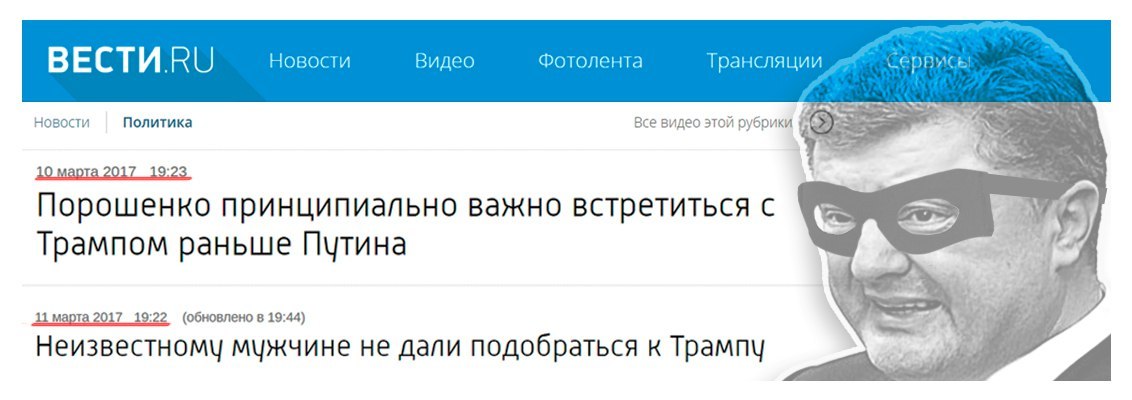 ВЕСТИ.RU Новости Видео Фотолента Трансляции Сервисы
Новости Политика Все видео этой рубрики
10 марта 2017 19:23
Порошенко принципиально важно встретиться с
Трампом раньше Путина
11 марта 2017 19:22 (обновлено в 19:44)
Неизвестному мужчине не дали подобраться к Трампу